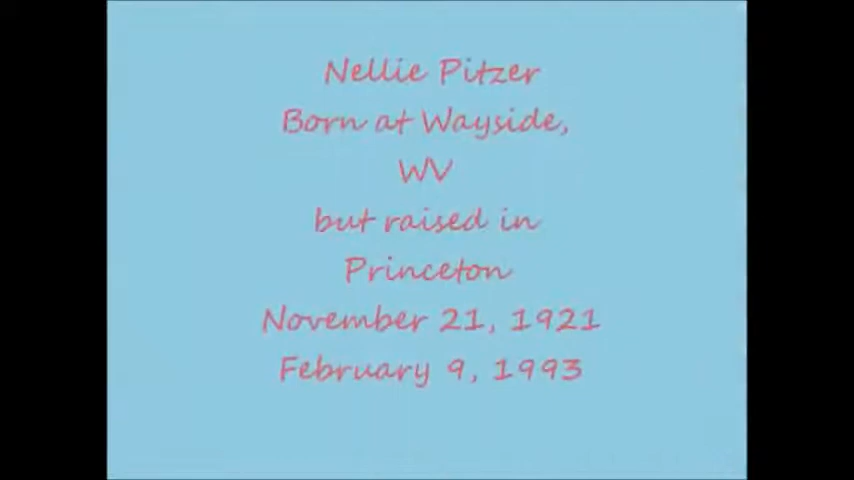 Nellie Pitzer
Born at Wayside,
WV
but raised in
Princeton
November 21, 1921
February 9, 1993